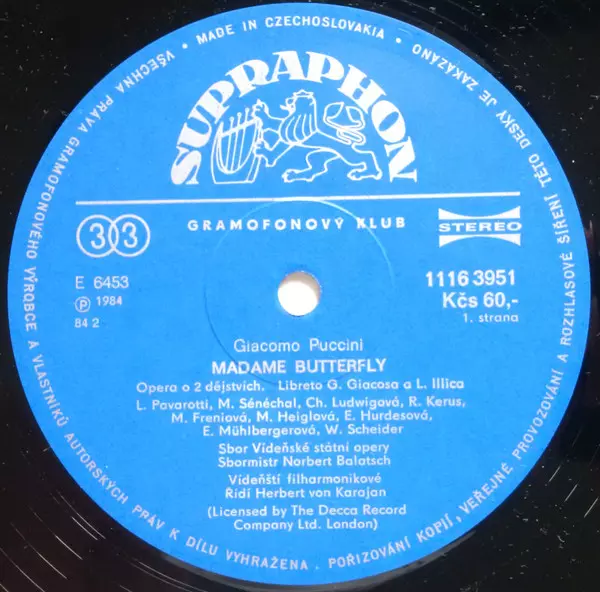 VŠECHNA PRÁVA GRAMOFONOVÉHO VÝROBCE A VLASTNÍKŮ AUTORSKÝCH PRÁV K DÍLU VYHRAŽENA. POŘIZOVÁNÍ KOPIÍ, VEŘEJNÉ PROVOZOVÁNÍ A ROZHLASOVÉ ŠÍŘENÍ TÉTO DESKY JE ZAKÁZÁNO • MADE IN CZECHOSLOVAKIA •
SUPRAPHON
GRAMOFONOVÝ KLUB
33
STEREO
E 6453
Ⓟ 1984
84 2
1116 3951
Kčs 60,-
1. strana
Giacomo Puccini
MADAME BUTTERFLY
Opera o 2 dějstvích. Libreto G. Giacosa a L. Illica
L. Pavarotti, M. Sénéchal, Ch. Ludwigavá, R. Kerus,
M. Freniová, M. Heiglová, E. Hurdesová,
E. Mühlbergerová, W. Scheider
Sbor Vídeňské státní opery
Sbormistr Norbert Balatsch
Vídeňští filharmonikové
Řídí Herbert von Karajan
(Licensed by The Decca Record
Company Ltd. London)